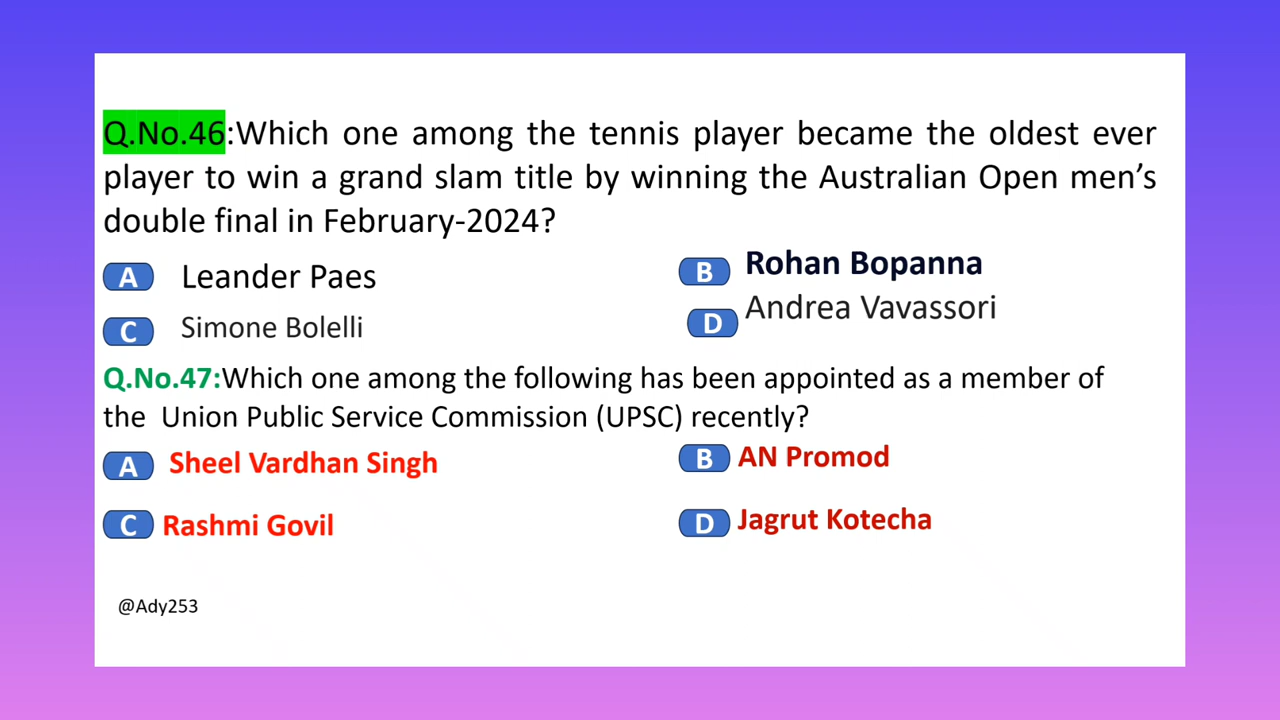 Q.No.46:Which one among the tennis player became the oldest ever
player to win a grand slam title by winning the Australian Open men's
double final in February-2024?
A Leander Paes
B Rohan Bopanna
C Simone Bolelli
D Andrea Vavassori
Q.No.47:Which one among the following has been appointed as a member of
the Union Public Service Commission (UPSC) recently?
A Sheel Vardhan Singh
B AN Promod
C Rashmi Govil
D Jagrut Kotecha
@Ady253